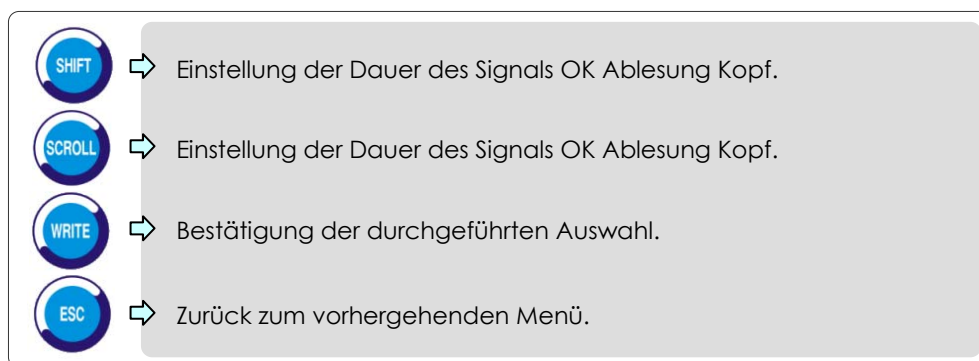 SHIFT Einstellung der Dauer des Signals OK Ablesung Kopf.
SCROLL Einstellung der Dauer des Signals OK Ablesung Kopf.
WRITE Bestätigung der durchgeführten Auswahl.
ESC Zurück zum vorhergehenden Menü.